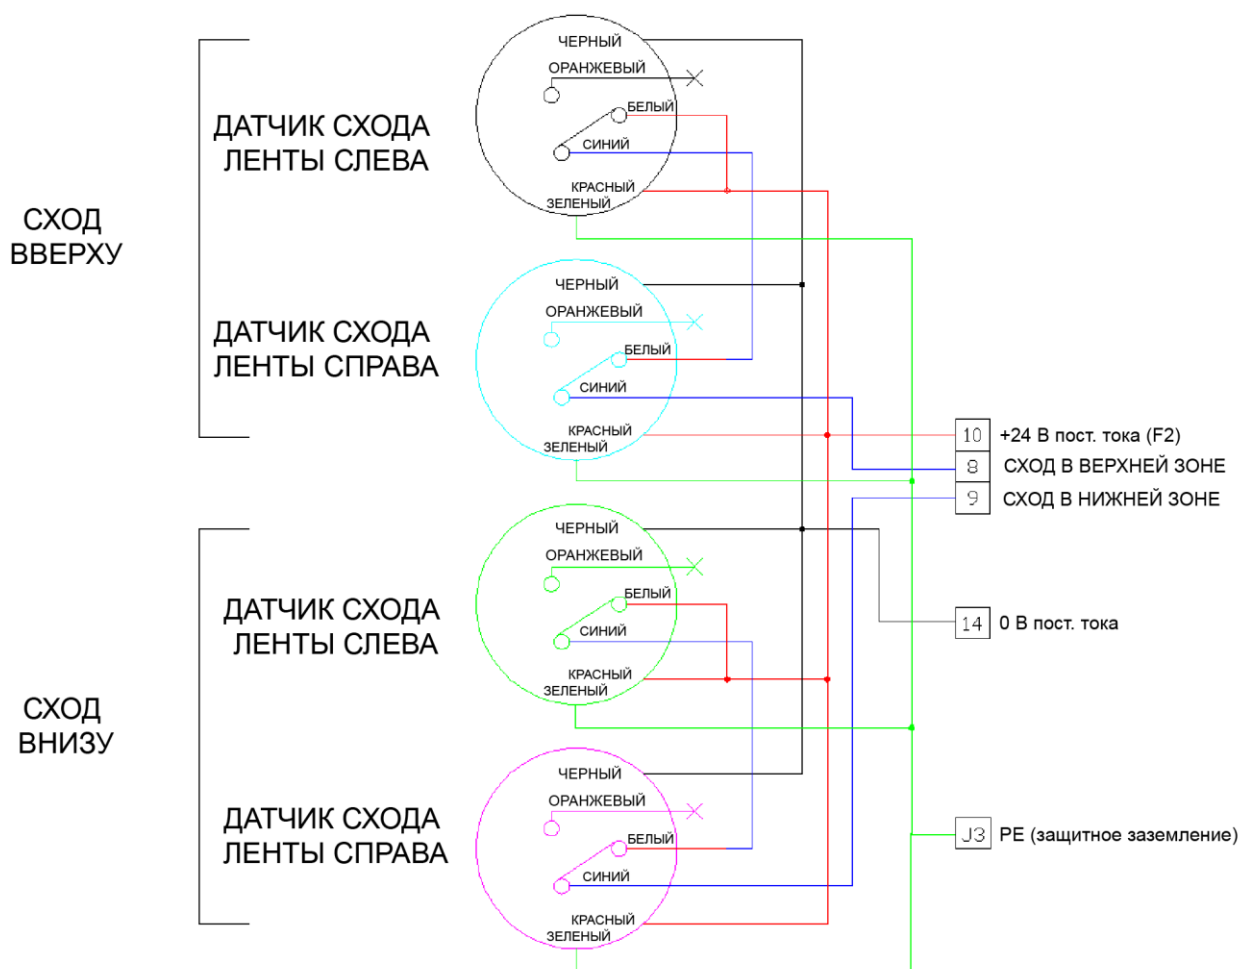 ЧЕРНЫЙ
ОРАНЖЕВЫЙ
БЕЛЫЙ
СИНИЙ
КРАСНЫЙ
ЗЕЛЕНЫЙ
ДАТЧИК СХОДА
ЛЕНТЫ СЛЕВА
СХОД
ВВЕРХУ
ЧЕРНЫЙ
ОРАНЖЕВЫЙ
БЕЛЫЙ
СИНИЙ
КРАСНЫЙ
ЗЕЛЕНЫЙ
ДАТЧИК СХОДА
ЛЕНТЫ СПРАВА
10 +24 В пост. тока (F2)
8 СХОД В ВЕРХНЕЙ ЗОНЕ
9 СХОД В НИЖНЕЙ ЗОНЕ
ЧЕРНЫЙ
ОРАНЖЕВЫЙ
БЕЛЫЙ
СИНИЙ
КРАСНЫЙ
ЗЕЛЕНЫЙ
ДАТЧИК СХОДА
ЛЕНТЫ СЛЕВА
14 0 В пост. тока
СХОД
ВНИЗУ
ЧЕРНЫЙ
ОРАНЖЕВЫЙ
БЕЛЫЙ
СИНИЙ
КРАСНЫЙ
ЗЕЛЕНЫЙ
ДАТЧИК СХОДА
ЛЕНТЫ СПРАВА
J3 PE (защитное заземление)